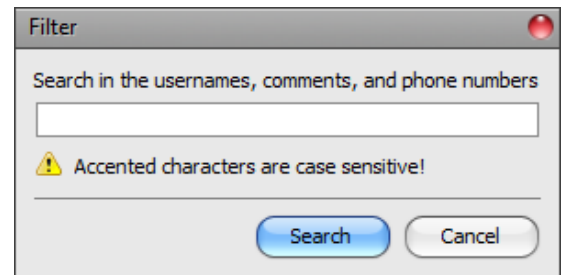 Filter
Search in the usernames, comments, and phone numbers
Accented characters are case sensitive!
Search
Cancel